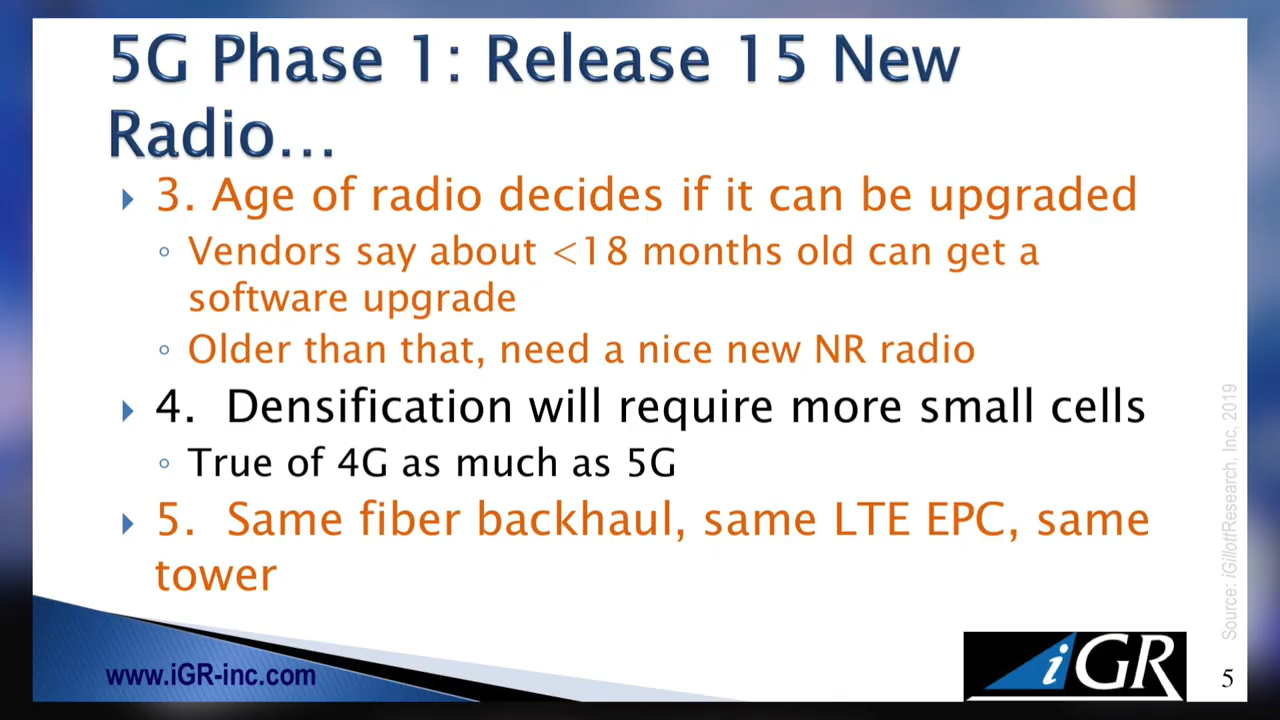 5G Phase 1: Release 15 New
Radio…
3. Age of radio decides if it can be upgraded
Vendors say about <18 months old can get a
software upgrade
Older than that, need a nice new NR radio
4. Densification will require more small cells
True of 4G as much as 5G
5. Same fiber backhaul, same LTE EPC, same
tower
Source: iGillottResearch, Inc, 2019
www.iGR-inc.com
iGR
5